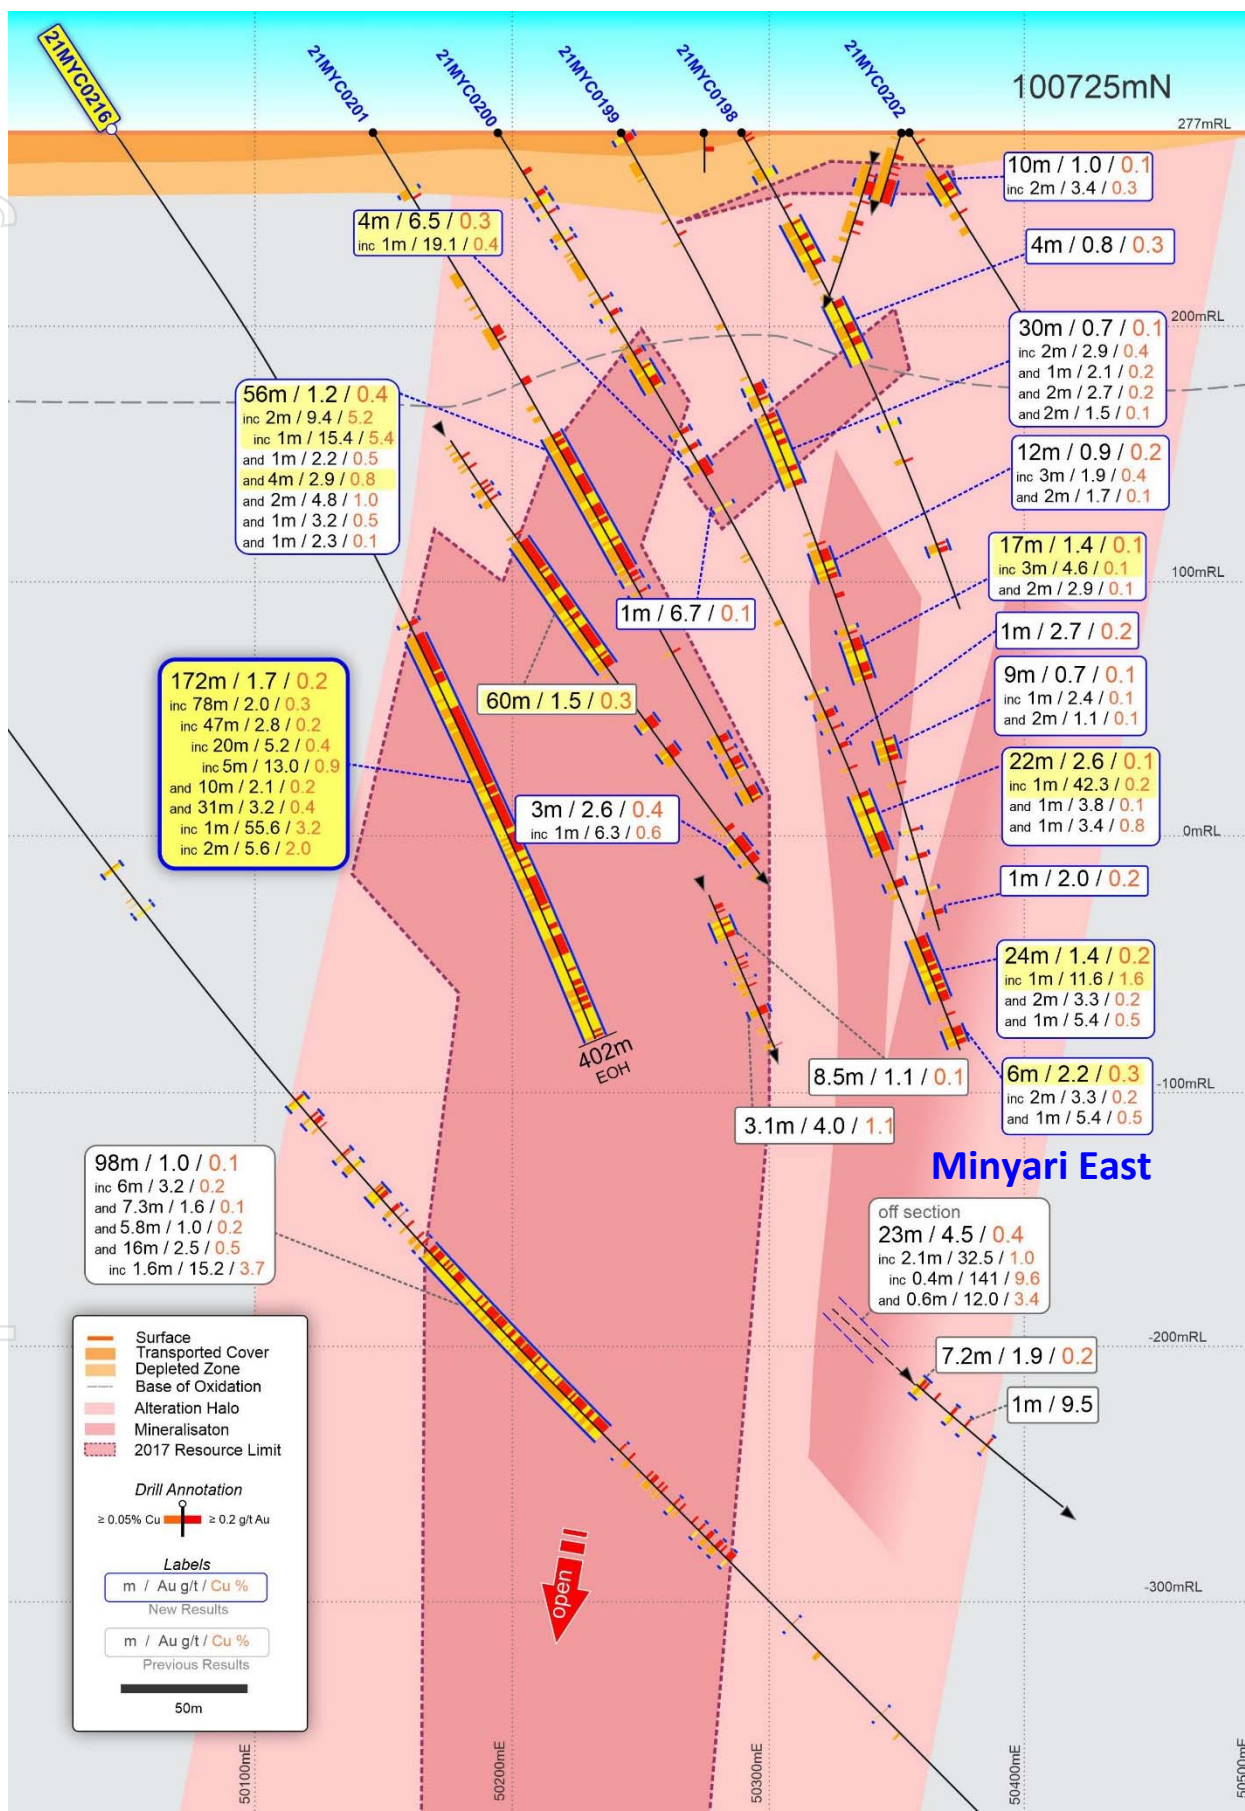 21MYC0216
21MYC0201
21MYC0200
21MYC0199
21MYC0198
21MYC0202
100725mN
277mRL
10m / 1.0 / 0.1
inc 2m / 3.4 / 0.3
4m / 6.5 / 0.3
inc 1m / 19.1 / 0.4
4m / 0.8 / 0.3
200mRL
30m / 0.7 / 0.1
inc 2m / 2.9 / 0.4
and 1m / 2.1 / 0.2
and 2m / 2.7 / 0.2
and 2m / 1.5 / 0.1
56m / 1.2 / 0.4
inc 2m / 9.4 / 5.2
inc 1m / 15.4 / 5.4
and 1m / 2.2 / 0.5
and 4m / 2.9 / 0.8
and 2m / 4.8 / 1.0
and 1m / 3.2 / 0.5
and 1m / 2.3 / 0.1
12m / 0.9 / 0.2
inc 3m / 1.9 / 0.4
and 2m / 1.7 / 0.1
17m / 1.4 / 0.1
inc 3m / 4.6 / 0.1
and 2m / 2.9 / 0.1
100mRL
1m / 6.7 / 0.1
1m / 2.7 / 0.2
172m / 1.7 / 0.2
inc 78m / 2.0 / 0.3
inc 47m / 2.8 / 0.2
inc 20m / 5.2 / 0.4
inc 5m / 13.0 / 0.9
and 10m / 2.1 / 0.2
and 31m / 3.2 / 0.4
inc 1m / 55.6 / 3.2
inc 2m / 5.6 / 2.0
60m / 1.5 / 0.3
9m / 0.7 / 0.1
inc 1m / 2.4 / 0.1
and 2m / 1.1 / 0.1
22m / 2.6 / 0.1
inc 1m / 42.3 / 0.2
and 1m / 3.8 / 0.1
and 1m / 3.4 / 0.8
3m / 2.6 / 0.4
inc 1m / 6.3 / 0.6
0mRL
1m / 2.0 / 0.2
24m / 1.4 / 0.2
inc 1m / 11.6 / 1.6
and 2m / 3.3 / 0.2
and 1m / 5.4 / 0.5
402m
EOH
8.5m / 1.1 / 0.1
6m / 2.2 / 0.3
inc 2m / 3.3 / 0.2
and 1m / 5.4 / 0.5
-100mRL
3.1m / 4.0 / 1.1
Minyari East
98m / 1.0 / 0.1
inc 6m / 3.2 / 0.2
and 7.3m / 1.6 / 0.1
and 5.8m / 1.0 / 0.2
and 16m / 2.5 / 0.5
inc 1.6m / 15.2 / 3.7
off section
23m / 4.5 / 0.4
inc 2.1m / 32.5 / 1.0
inc 0.4m / 141 / 9.6
and 0.6m / 12.0 / 3.4
-200mRL
7.2m / 1.9 / 0.2
1m / 9.5
Surface
Transported Cover
Depleted Zone
Base of Oxidation
Alteration Halo
Mineralisaton
2017 Resource Limit
Drill Annotation
≥ 0.05% Cu
≥ 0.2 g/t Au
Labels
m / Au g/t / Cu %
New Results
m / Au g/t / Cu %
Previous Results
50m
open
-300mRL
50100mE
50200mE
50300mE
50400mE
50500mE